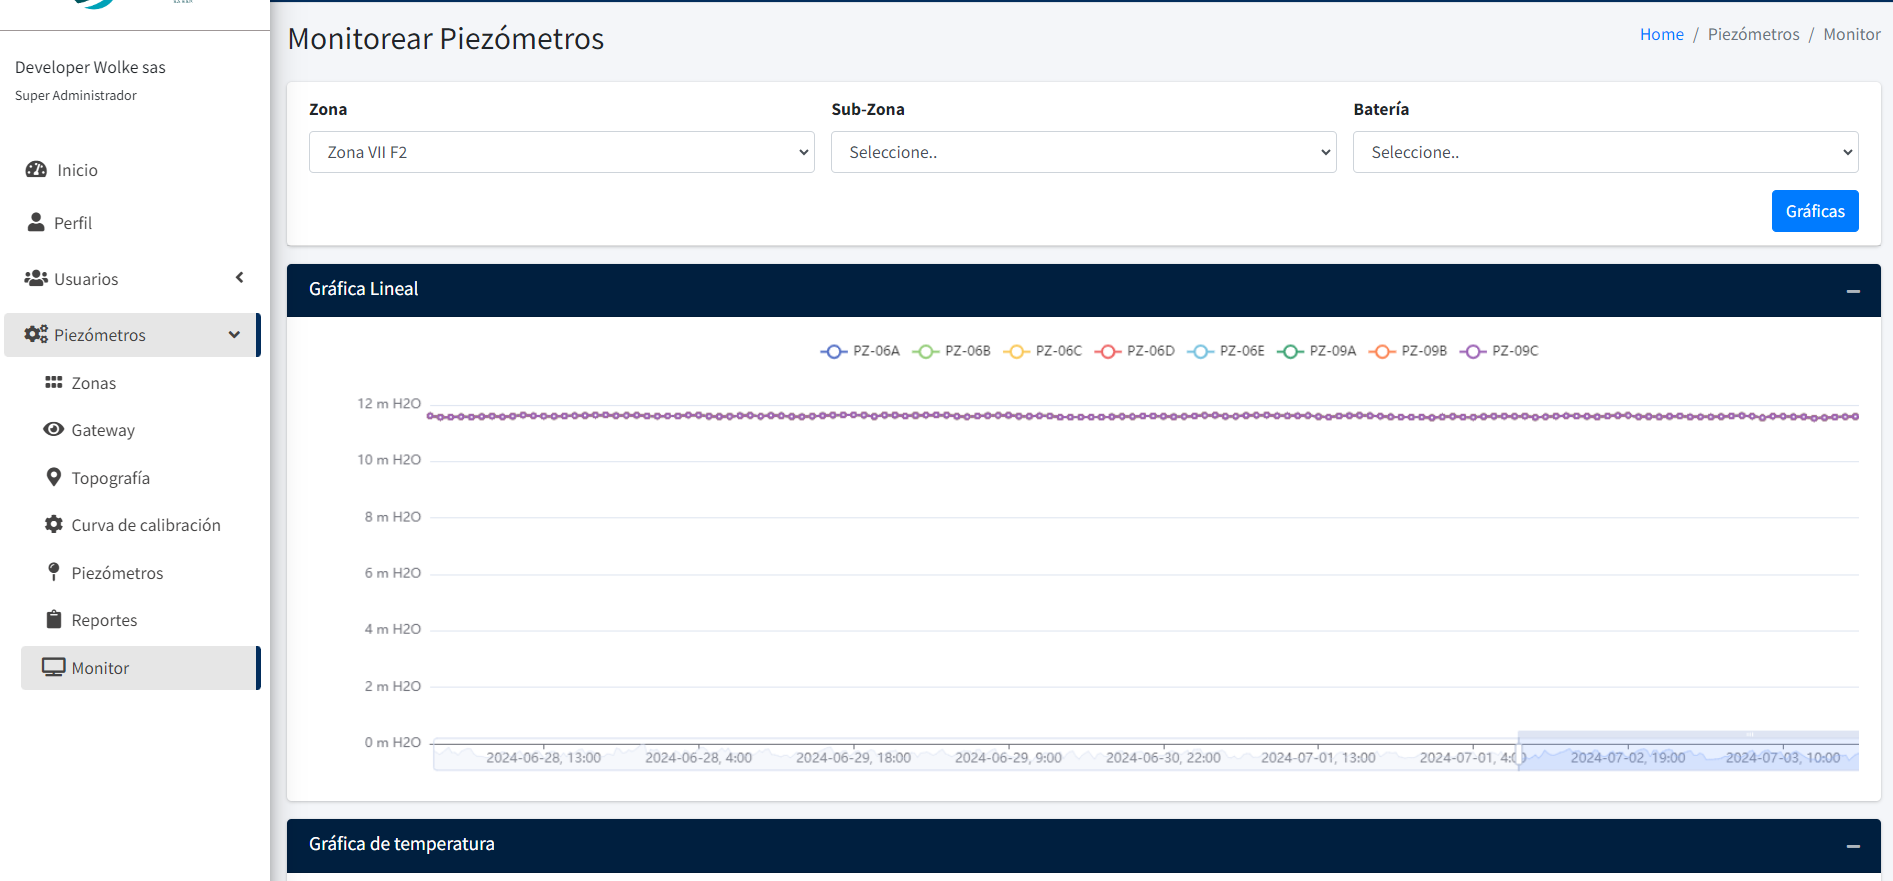 Developer Wolke sas
Super Administrador
Inicio
Perfil
Usuarios
Piezómetros
Zonas
Gateway
Topografía
Curva de calibración
Piezómetros
Reportes
Monitor
Monitorear Piezómetros
Home / Piezómetros / Monitor
Zona
Zona VII F2
Sub-Zona
Seleccione..
Batería
Seleccione..
Gráficas
Gráfica Lineal
PZ-06A PZ-06B PZ-06C PZ-06D PZ-06E PZ-09A PZ-09B PZ-09C
12 m H2O
10 m H2O
8 m H2O
6 m H2O
4 m H2O
2 m H2O
0 m H2O
2024-06-28, 13:00 2024-06-28, 4:00 2024-06-29, 18:00 2024-06-29, 9:00 2024-06-30, 22:00 2024-07-01, 13:00 2024-07-01, 4:00 2024-07-02, 19:00 2024-07-03, 10:00
Gráfica de temperatura